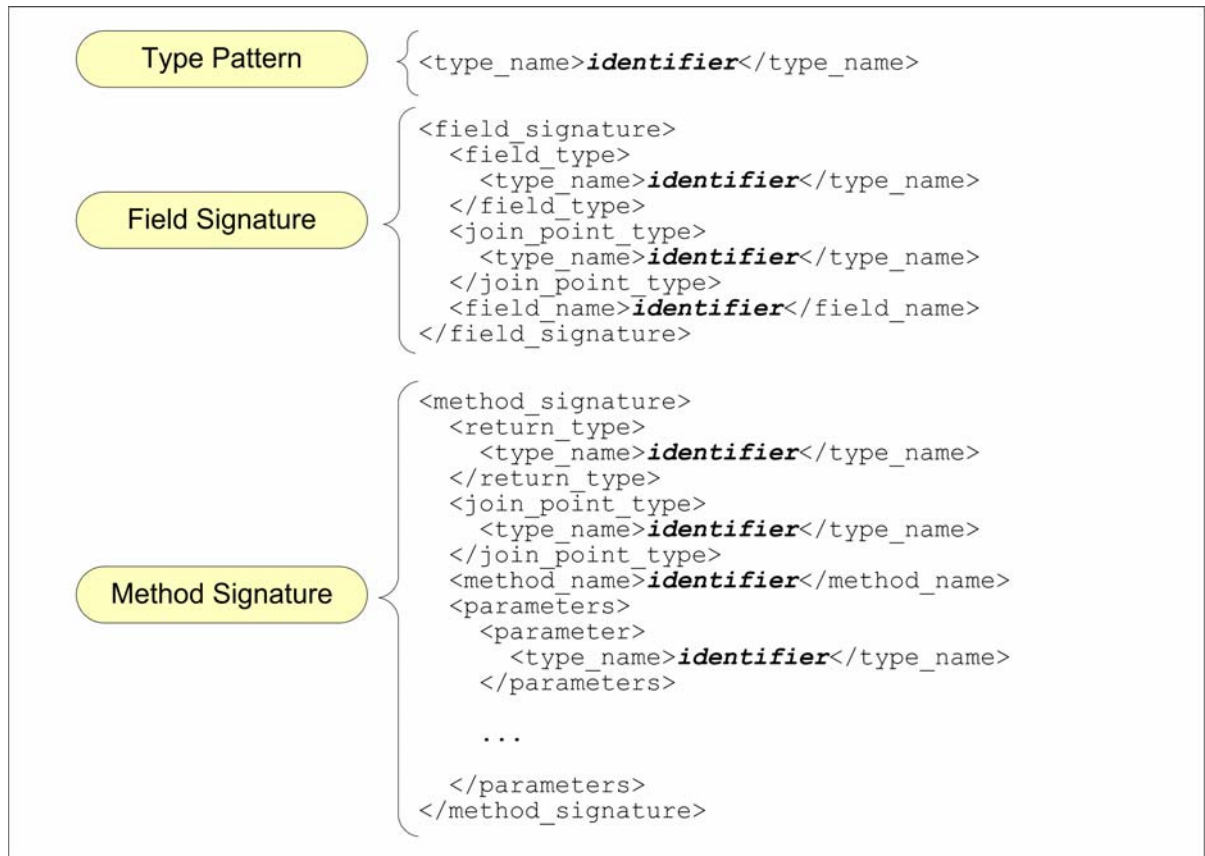 Type Pattern
<type_name>identifier</type_name>
Field Signature
<field_signature>
<field_type>
<type_name>identifier</type_name>
</field_type>
<join_point_type>
<type_name>identifier</type_name>
</join_point_type>
<field_name>identifier</field_name>
</field_signature>
Method Signature
<method_signature>
<return_type>
<type_name>identifier</type_name>
</return_type>
<join_point_type>
<type_name>identifier</type_name>
</join_point_type>
<method_name>identifier</method_name>
<parameters>
<parameter>
<type_name>identifier</type_name>
</parameters>
...
</parameters>
</method_signature>